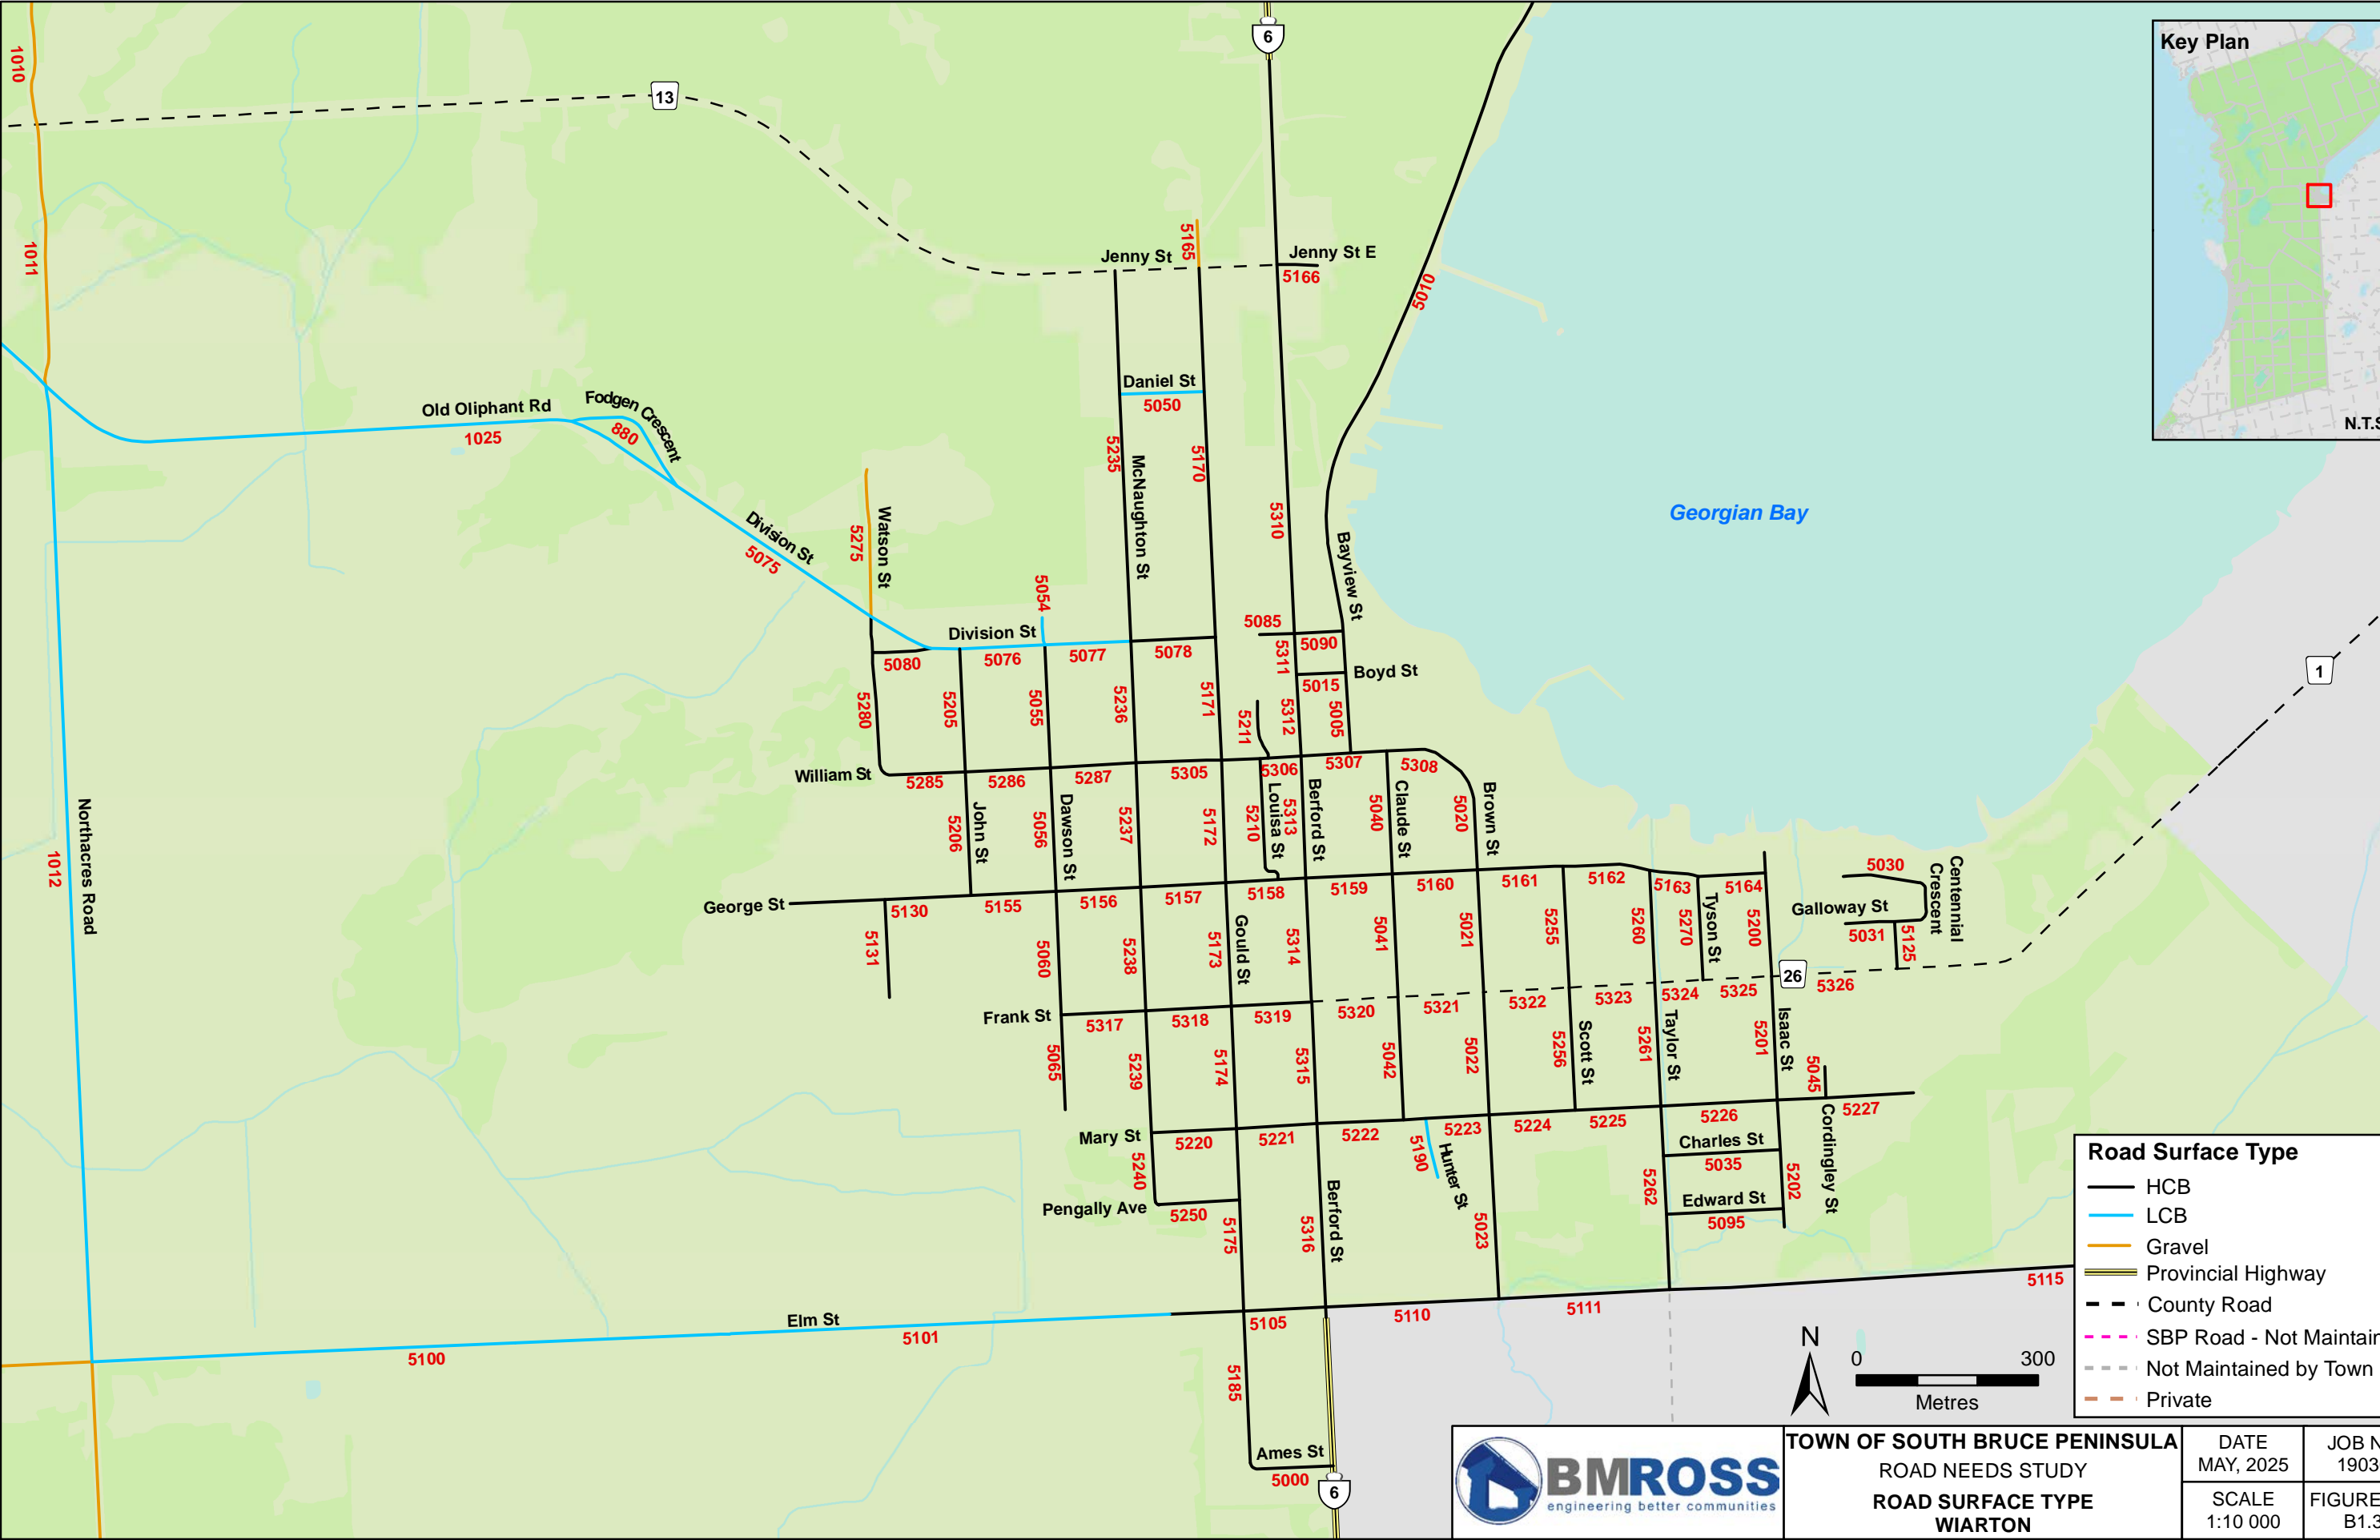 6
Key Plan
1010
13
5165
Jenny St
Jenny St E
5166
1011
5010
N.T.S
Daniel St
5050
Old Oliphant Rd
1025
Fodgen Crescent
880
5235
McNaughton St
5170
5310
Georgian Bay
Division St
5075
5275
Watson St
Bayview St
5054
5085
Division St
5080
5076
5077
5078
5311
5090
Boyd St
5015
5280
5205
5055
5236
5171
5211
5312
5005
1
William St
5285
5286
5287
5305
5306
5307
5308
Northacres Road
1012
5206
John St
5056
Dawson St
5237
5172
5210
Louisa St
5313
Berford St
5040
Claude St
5020
Brown St
George St
5130
5155
5156
5157
5158
5159
5160
5161
5162
5163
5164
5030
Centennial
Crescent
Galloway St
5031
5125
5131
5060
5238
5173
Gould St
5314
5041
5021
5255
5260
5270
Tyson St
5200
26
5326
Frank St
5317
5318
5319
5320
5321
5322
5323
5324
5325
5065
5239
5174
5315
5042
5022
5256
Scott St
5261
Taylor St
5201
Isaac St
5045
5227
Cordingley St
Mary St
5220
5221
5222
5223
5224
5225
5226
5190
Hunter St
Charles St
5035
5240
Pengally Ave
5250
5175
5316
Berford St
5023
5262
5202
Edward St
5095
Elm St
5100
5101
5105
5110
5111
5115
5185
Ames St
5000
6
Road Surface Type
HCB
LCB
Gravel
Provincial Highway
County Road
SBP Road - Not Maintain
Not Maintained by Town
Private
N
0 300
Metres
BMROSS
engineering better communities
TOWN OF SOUTH BRUCE PENINSULA
ROAD NEEDS STUDY
ROAD SURFACE TYPE
WIARTON
DATE
MAY, 2025
JOB N
1903
SCALE
1:10 000
FIGURE
B1.3